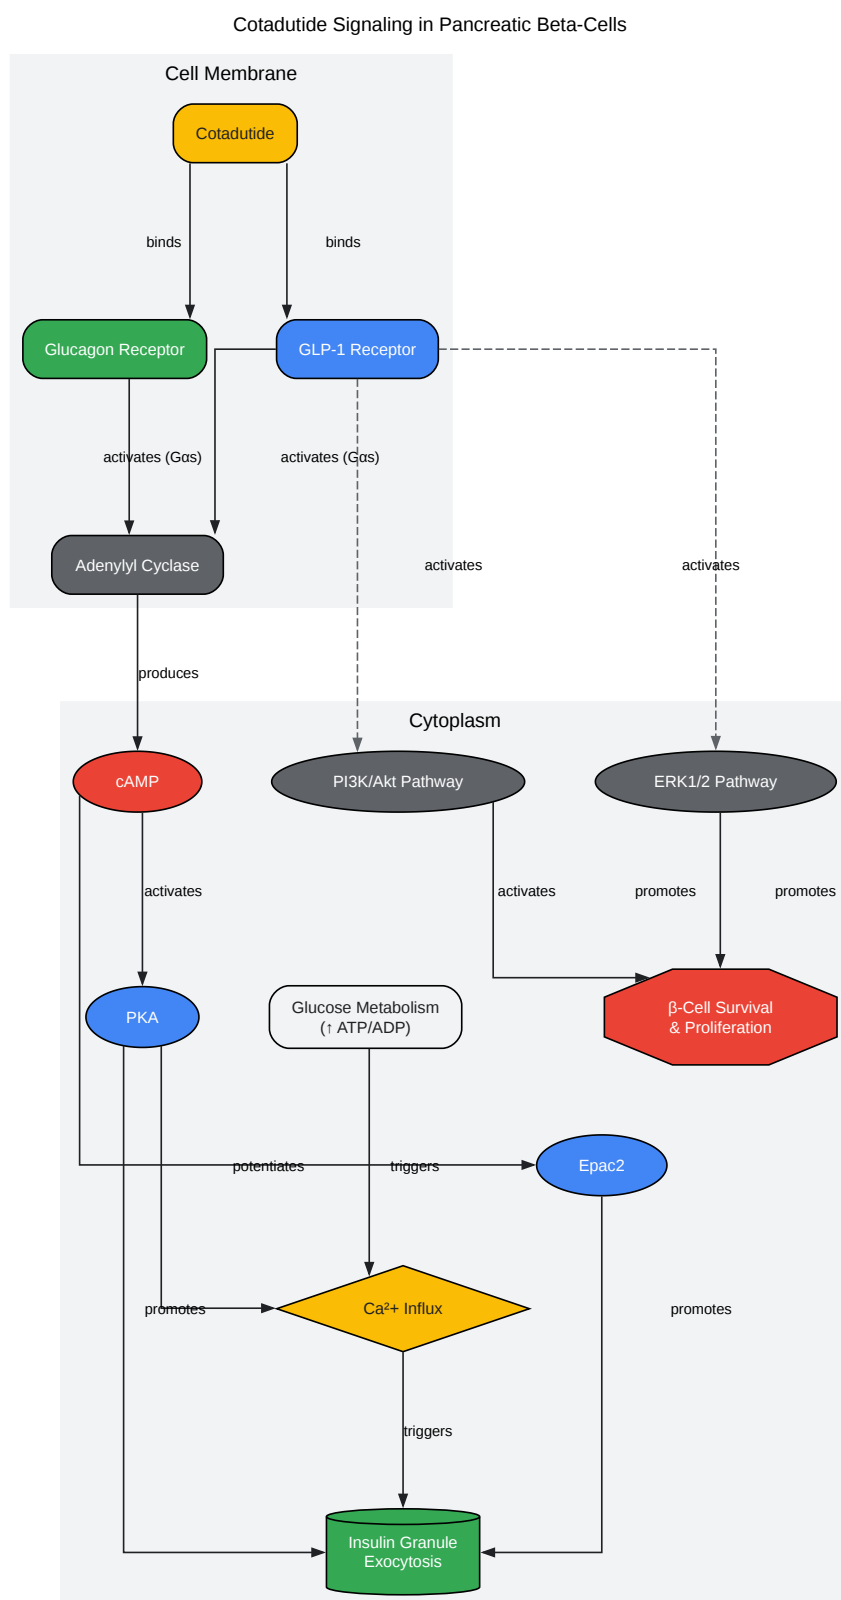 Cotadutide Signaling in Pancreatic Beta-Cells
Cell Membrane
Cotadutide
binds
binds
Glucagon Receptor
GLP-1 Receptor
activates (Gαs)
activates (Gαs)
activates
activates
Adenylyl Cyclase
produces
Cytoplasm
cAMP
PI3K/Akt Pathway
ERK1/2 Pathway
activates
activates
promotes
promotes
PKA
Glucose Metabolism
(↑ ATP/ADP)
β-Cell Survival
& Proliferation
potentiates
triggers
Epac2
promotes
Ca²+ Influx
promotes
triggers
Insulin Granule
Exocytosis